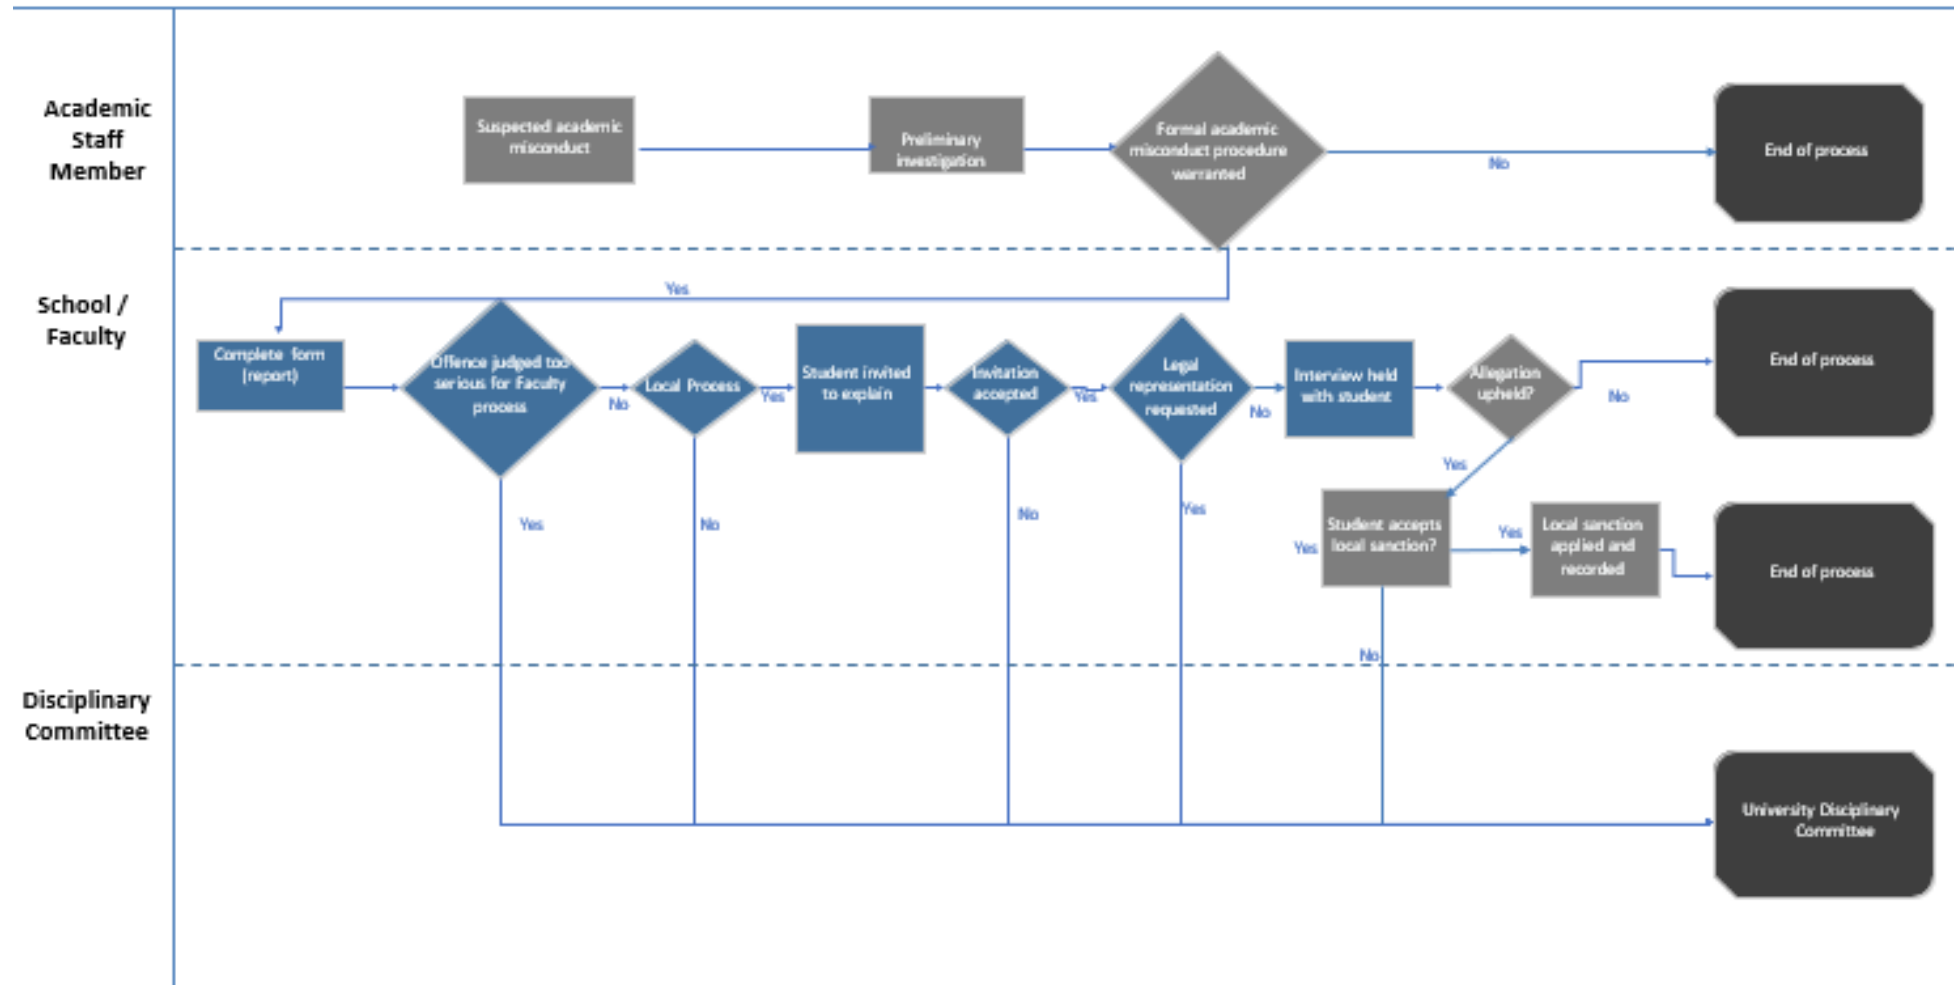 Academic
Staff
Member
Suspected academic
misconduct
Preliminary
investigation
Formal academic
misconduct procedure
warranted
No
End of process
School /
Faculty
Yes
Complete form
(report)
Offence judged too
serious for Faculty
process
No
Yes
Local Process
Yes
No
Student invited
to explain
Invitation
accepted
Yes
No
Legal
representation
requested
No
Yes
Interview held
with student
Allegation
upheld?
No
End of process
Yes
Student accepts
local sanction?
Yes
Yes
Local sanction
applied and
recorded
End of process
No
Disciplinary
Committee
University Disciplinary
Committee